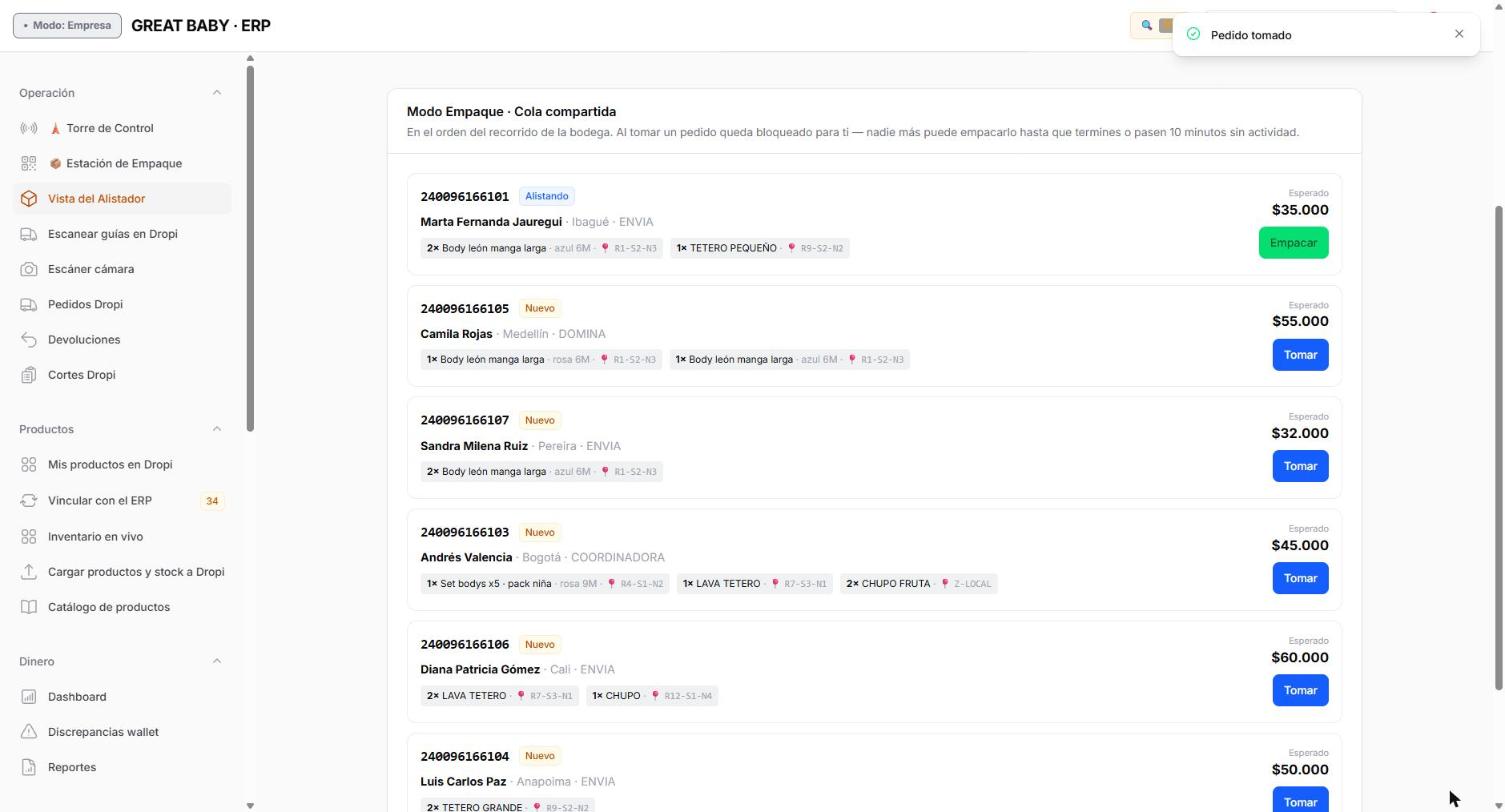 • Modo: Empresa
GREAT BABY · ERP
Pedido tomado
Operación
Torre de Control
Estación de Empaque
Vista del Alistador
Escanear guías en Dropi
Escáner cámara
Pedidos Dropi
Devoluciones
Cortes Dropi
Productos
Mis productos en Dropi
Vincular con el ERP 34
Inventario en vivo
Cargar productos y stock a Dropi
Catálogo de productos
Dinero
Dashboard
Discrepancias wallet
Reportes
Modo Empaque · Cola compartida
En el orden del recorrido de la bodega. Al tomar un pedido queda bloqueado para ti — nadie más puede empacarlo hasta que termines o pasen 10 minutos sin actividad.
240096166101 Alistando
Marta Fernanda Jauregui · Ibagué · ENVIA
2× Body león manga larga · azul 6M · R1-S2-N3 1× TETERO PEQUEÑO · R9-S2-N2
Esperado
$35.000
Empacar
240096166105 Nuevo
Camila Rojas · Medellín · DOMINA
1× Body león manga larga · rosa 6M · R1-S2-N3 1× Body león manga larga · azul 6M · R1-S2-N3
Esperado
$55.000
Tomar
240096166107 Nuevo
Sandra Milena Ruiz · Pereira · ENVIA
2× Body león manga larga · azul 6M · R1-S2-N3
Esperado
$32.000
Tomar
240096166103 Nuevo
Andrés Valencia · Bogotá · COORDINADORA
1× Set bodys x5 · pack niña · rosa 9M · R4-S1-N2 1× LAVA TETERO · R7-S3-N1 2× CHUPO FRUTA · Z-LOCAL
Esperado
$45.000
Tomar
240096166106 Nuevo
Diana Patricia Gómez · Cali · ENVIA
2× LAVA TETERO · R7-S3-N1 1× CHUPO · R12-S1-N4
Esperado
$60.000
Tomar
240096166104 Nuevo
Luis Carlos Paz · Anapoima · ENVIA
2× TETERO GRANDE · R9-S2-N2
Esperado
$50.000
Tomar